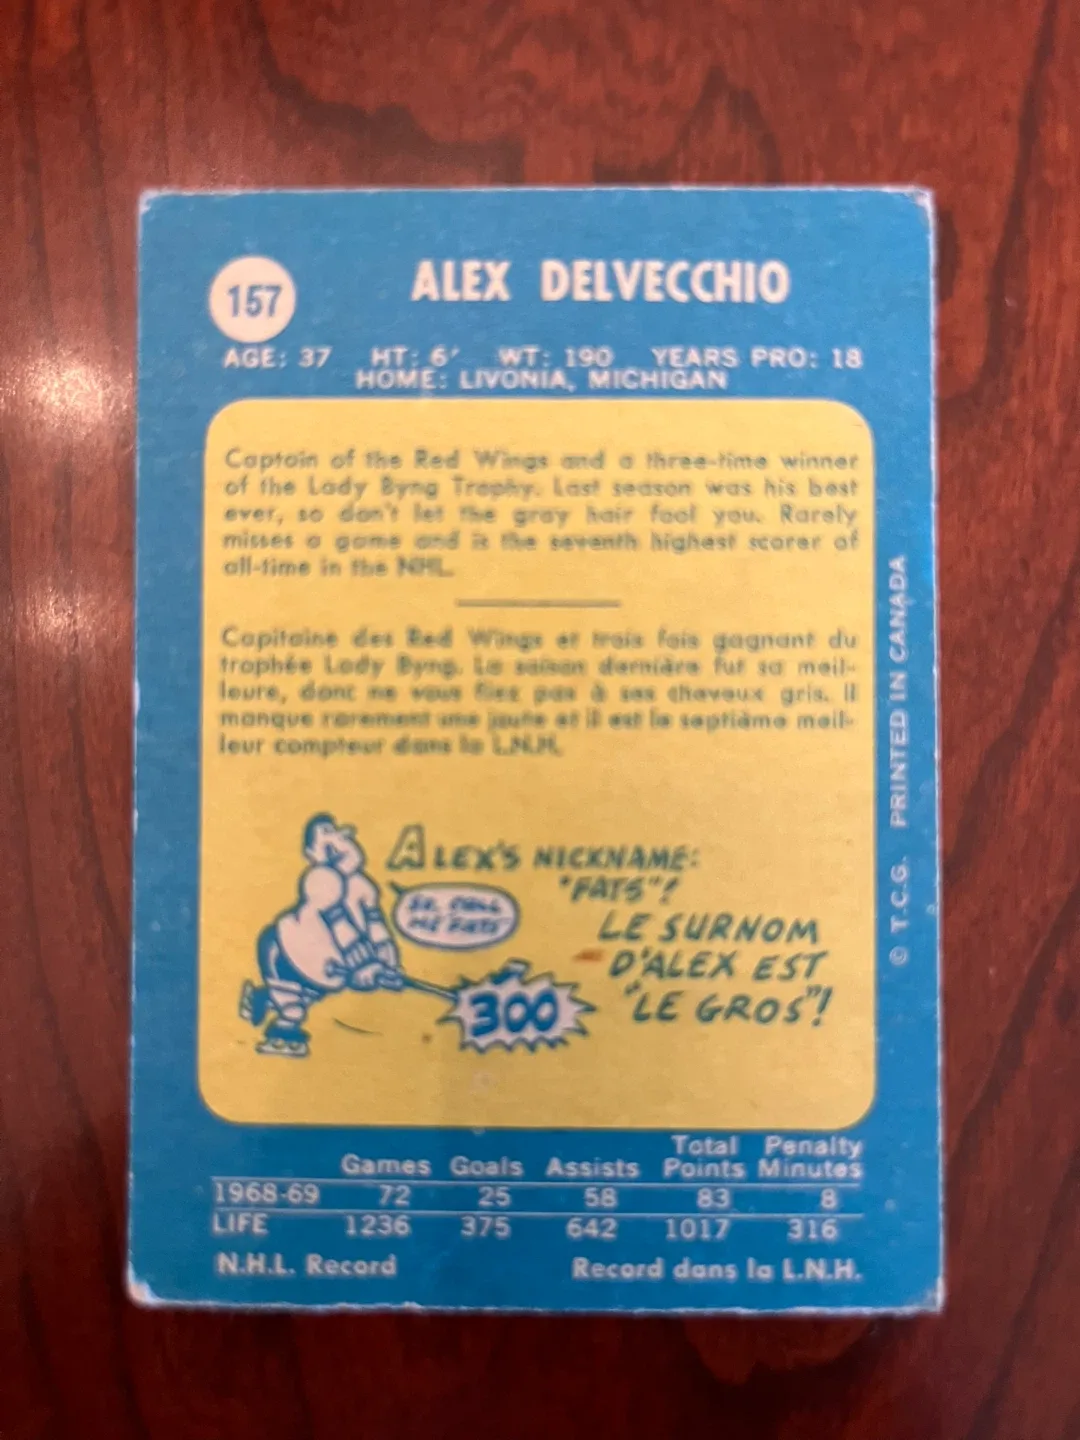 157
ALEX DELVECCHIO
AGE: 37 HT: 6' WT: 190 YEARS PRO: 18
HOME: LIVONIA, MICHIGAN
Captain of the Red Wings and a three-time winner
of the Lady Byng Trophy. Last season was his best
ever, so don't let the gray hair fool you. Rarely
misses a game and is the seventh highest scorer of
all-time in the NHL.
Capitaine des Red Wings et trois fois gagnant du
trophée Lady Byng. La saison dernière fut sa meil-
leure, donc ne vous fiez pas à ses cheveux gris. Il
manque rarement une joute et il est le septième meil-
leur compteur dans la L.N.H.
ALEX'S NICKNAME:
"FATS"!
LE SURNOM
D'ALEX EST
"LE GROS"!
CALL
ME FATS
300
Total Penalty
Games Goals Assists Points Minutes
1968-69 72 25 58 83 8
LIFE 1236 375 642 1017 316
N.H.L. Record Record dans la L.N.H.
© T.C.G. PRINTED IN CANADA